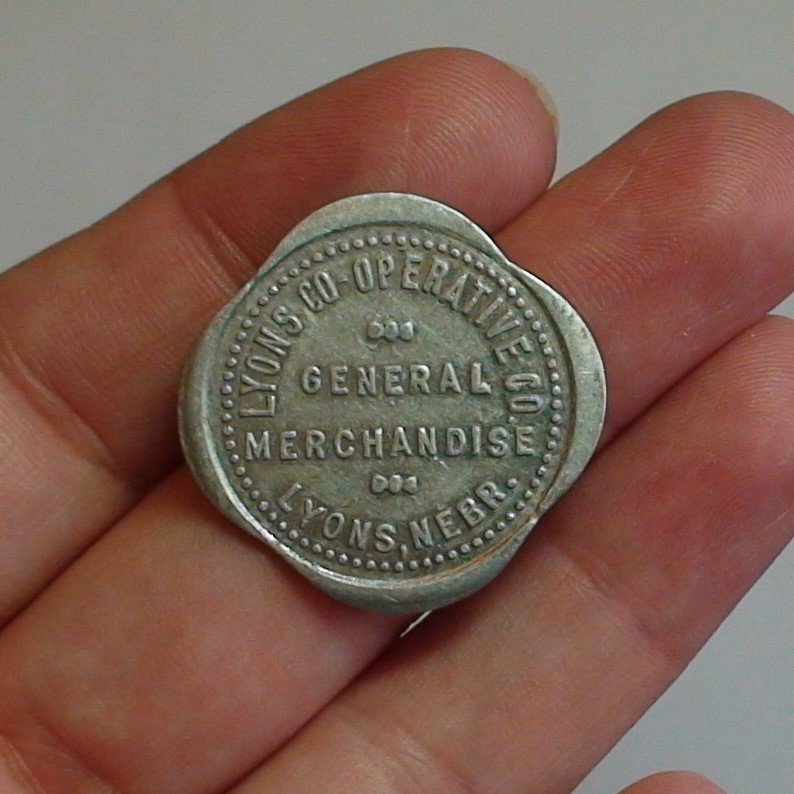 LYONS CO-OPERATIVE CO.
GENERAL
MERCHANDISE
LYONS, NEBR.